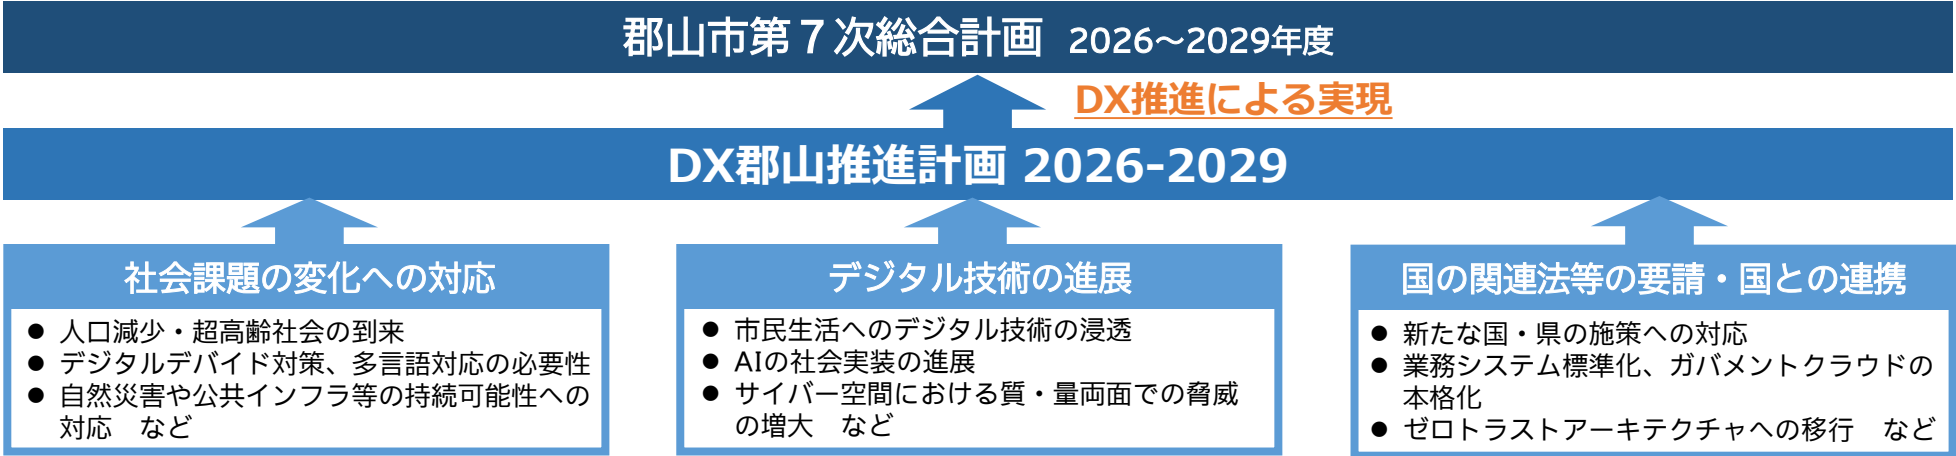 郡山市第７次総合計画 2026～2029年度
DX推進による実現
DX郡山推進計画 2026-2029
社会課題の変化への対応
● 人口減少・超高齢社会の到来
● デジタルデバイド対策、多言語対応の必要性
● 自然災害や公共インフラ等の持続可能性への
対応　など
デジタル技術の進展
● 市民生活へのデジタル技術の浸透
● AIの社会実装の進展
● サイバー空間における質・量両面での脅威
の増大　など
国の関連法等の要請・国との連携
● 新たな国・県の施策への対応
● 業務システム標準化、ガバメントクラウドの
本格化
● ゼロトラストアーキテクチャへの移行　など